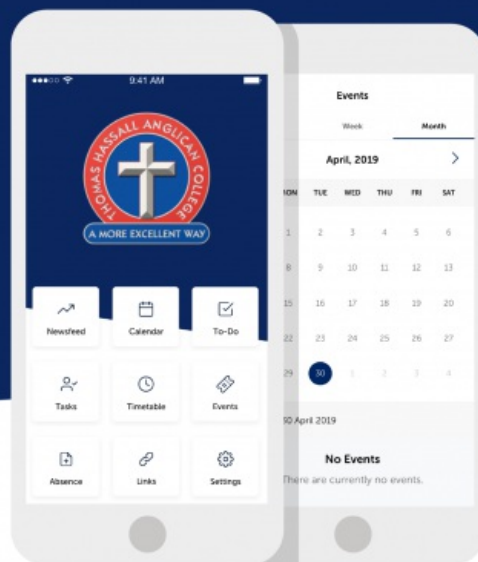 9:41 AM
THOMAS HASSALL ANGLICAN COLLEGE
A MORE EXCELLENT WAY
Newsfeed
Calendar
To-Do
Tasks
Timetable
Events
Absence
Links
Settings
Events
Week
Month
April, 2019
TUE WED THU FRI SAT
1 2 3 4 5 6
8 9 10 11 12 13
15 16 17 18 19 20
22 23 24 25 26 27
29 30 1 2 3 4
30 April 2019
No Events
There are currently no events.